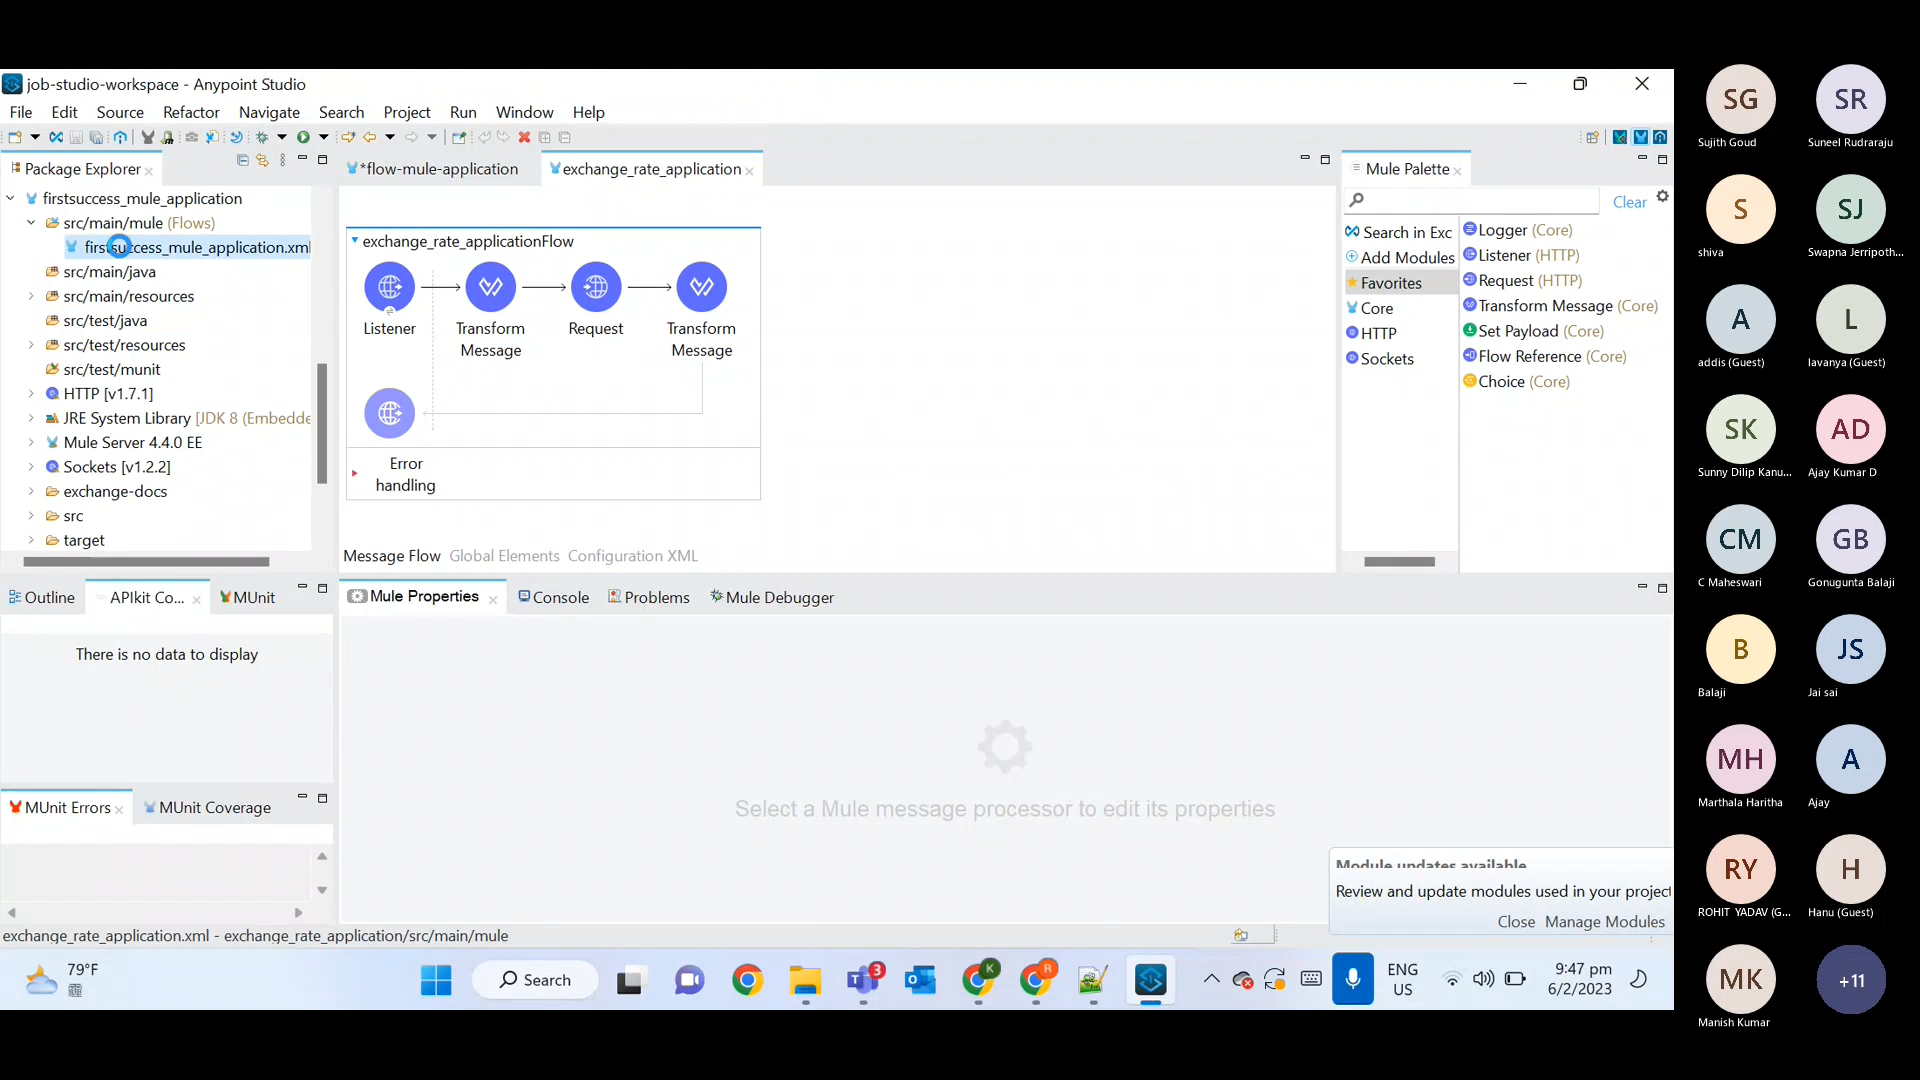 job-studio-workspace - Anypoint Studio
File Edit Source Refactor Navigate Search Project Run Window Help
Package Explorer
firstsuccess_mule_application
src/main/mule (Flows)
src/main/java
src/main/resources
src/test/java
src/test/resources
src/test/munit
HTTP [v1.7.1]
JRE System Library [JDK 8 (Embedde
Mule Server 4.4.0 EE
Sockets [v1.2.2]
exchange-docs
src
target
*flow-mule-application
exchange_rate_application
exchange_rate_applicationFlow
Listener
Transform
Message
Request
Transform
Message
Error
handling
Message Flow Global Elements Configuration XML
Mule Palette
Clear
Search in Exc
Add Modules
Favorites
Core
HTTP
Sockets
Logger (Core)
Listener (HTTP)
Request (HTTP)
Transform Message (Core)
Set Payload (Core)
Flow Reference (Core)
Choice (Core)
Outline
APIkit Co...
MUnit
There is no data to display
MUnit Errors
MUnit Coverage
Mule Properties
Console
Problems
Mule Debugger
Select a Mule message processor to edit its properties
Module updates available
Review and update modules used in your project
Close Manage Modules
exchange_rate_application.xml - exchange_rate_application/src/main/mule
79°F
Search
3
K
R
ENG
US
9:47 pm
6/2/2023
SG
Sujith Goud
SR
Suneel Rudraraju
S
shiva
SJ
Swapna Jerripoth...
A
addis (Guest)
L
lavanya (Guest)
SK
Sunny Dilip Kanu...
AD
Ajay Kumar D
CM
C Maheswari
GB
Gonugunta Balaji
B
Balaji
JS
Jai sai
MH
Marthala Haritha
A
Ajay
RY
ROHIT YADAV (G...
H
Hanu (Guest)
MK
Manish Kumar
+11